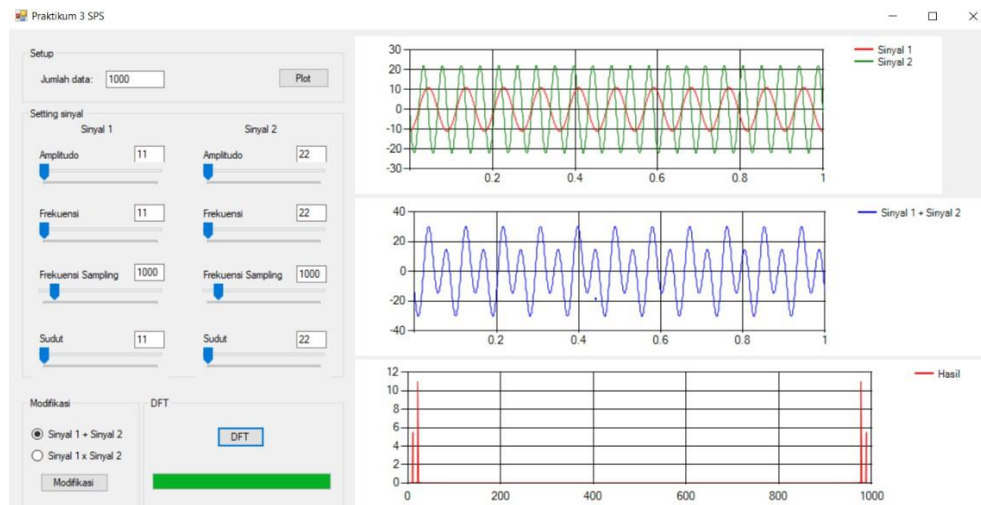 Praktikum 3 SPS
Setup
Jumlah data: 1000 Plot
Setting sinyal
Sinyal 1 Sinyal 2
Amplitudo 11 Amplitudo 22
Frekuensi 11 Frekuensi 22
Frekuensi Sampling 1000 Frekuensi Sampling 1000
Sudut 11 Sudut 22
Modifikasi
Sinyal 1 + Sinyal 2
Sinyal 1 x Sinyal 2
Modifikasi
DFT
DFT
30
20
10
0
-10
-20
-30
0.2 0.4 0.6 0.8 1
Sinyal 1
Sinyal 2
40
20
0
-20
-40
0.2 0.4 0.6 0.8 1
Sinyal 1 + Sinyal 2
12
10
8
6
4
2
0
0 200 400 600 800 1000
Hasil